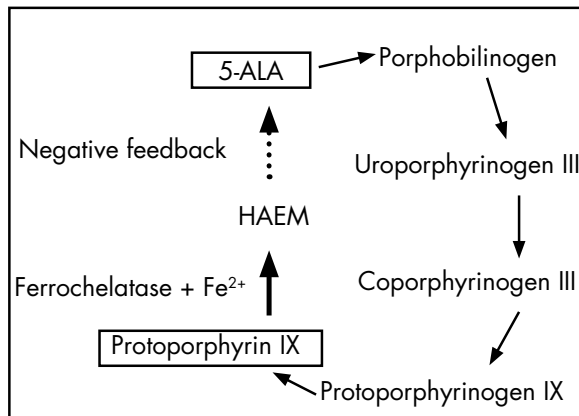 5-ALA
Porphobilinogen
Negative feedback
Uroporphyrinogen III
HAEM
Coporphyrinogen III
Ferrochelatase + Fe²⁺
Protoporphyrin IX
Protoporphyrinogen IX